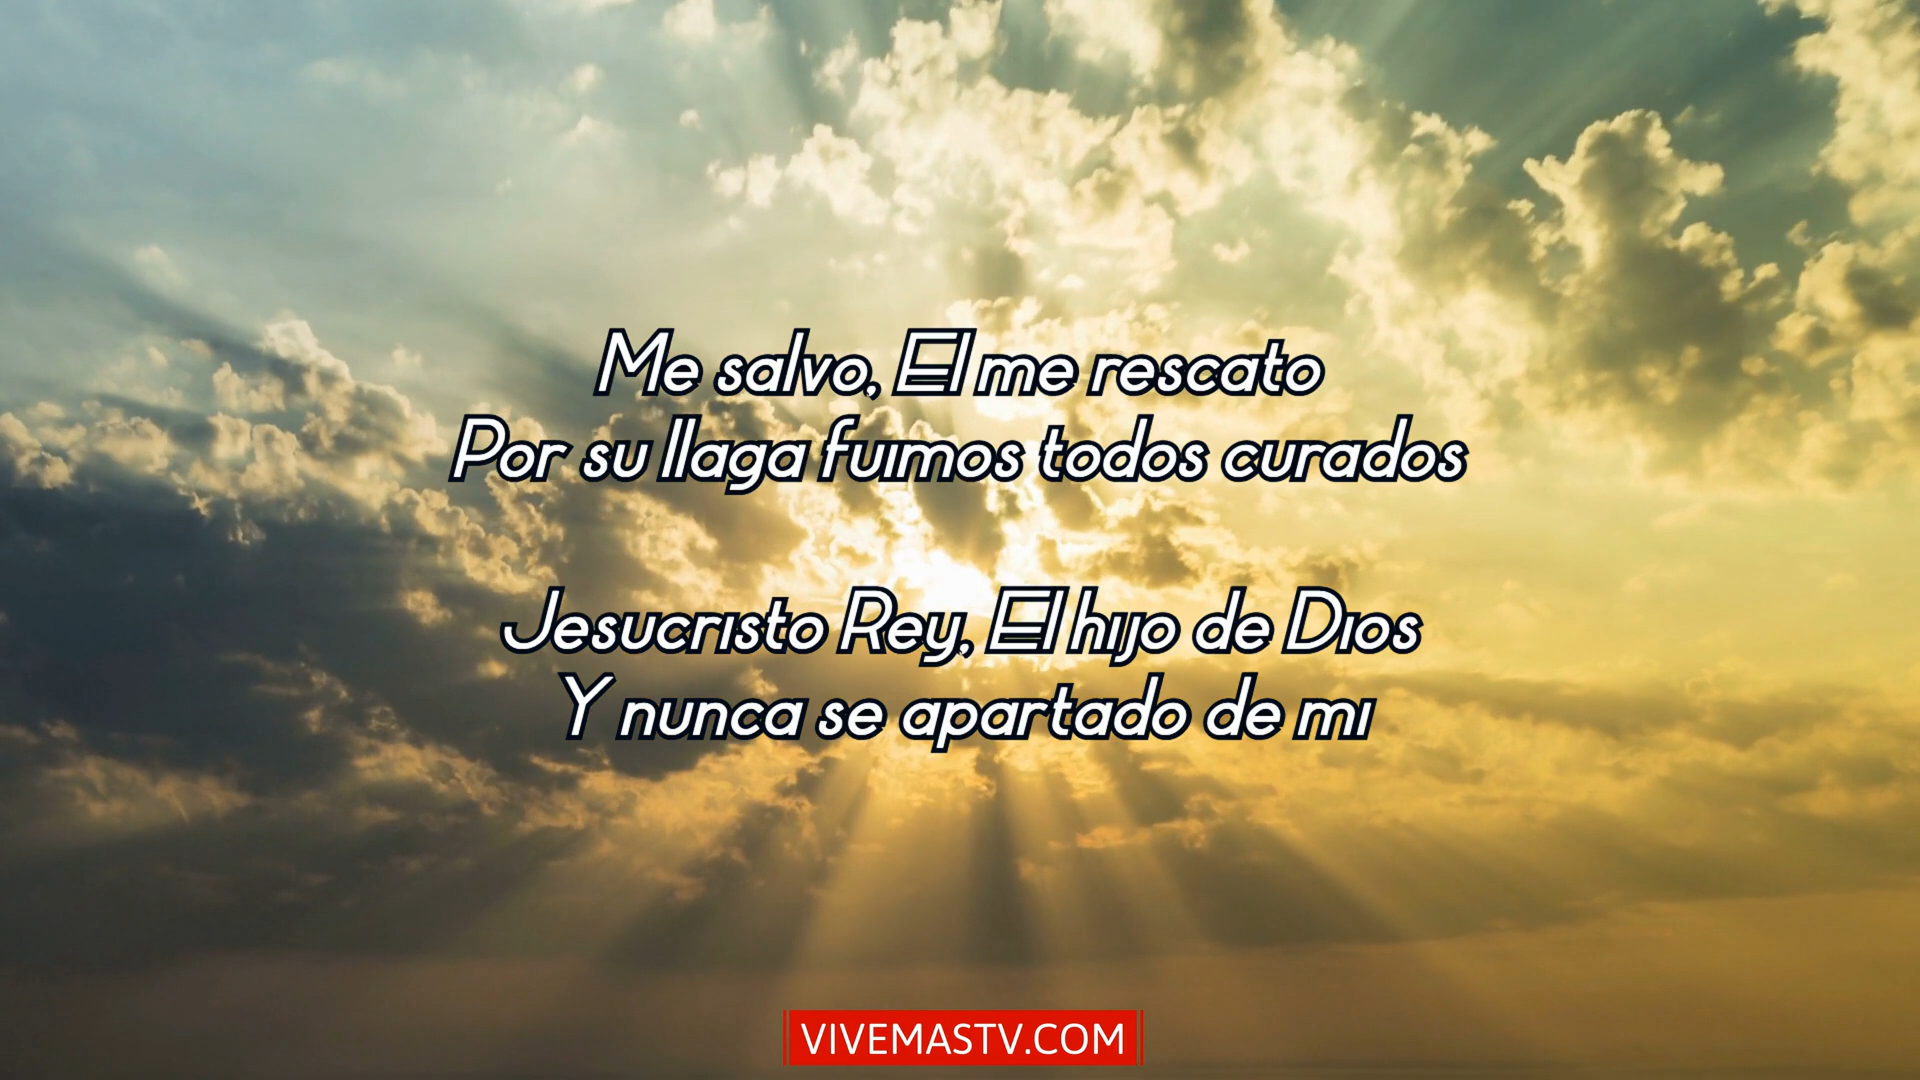 Me salvo, El me rescato
Por su llaga fuimos todos curados
Jesucristo Rey, El hijo de Dios
Y nunca se apartado de mi
VIVEMASTV.COM